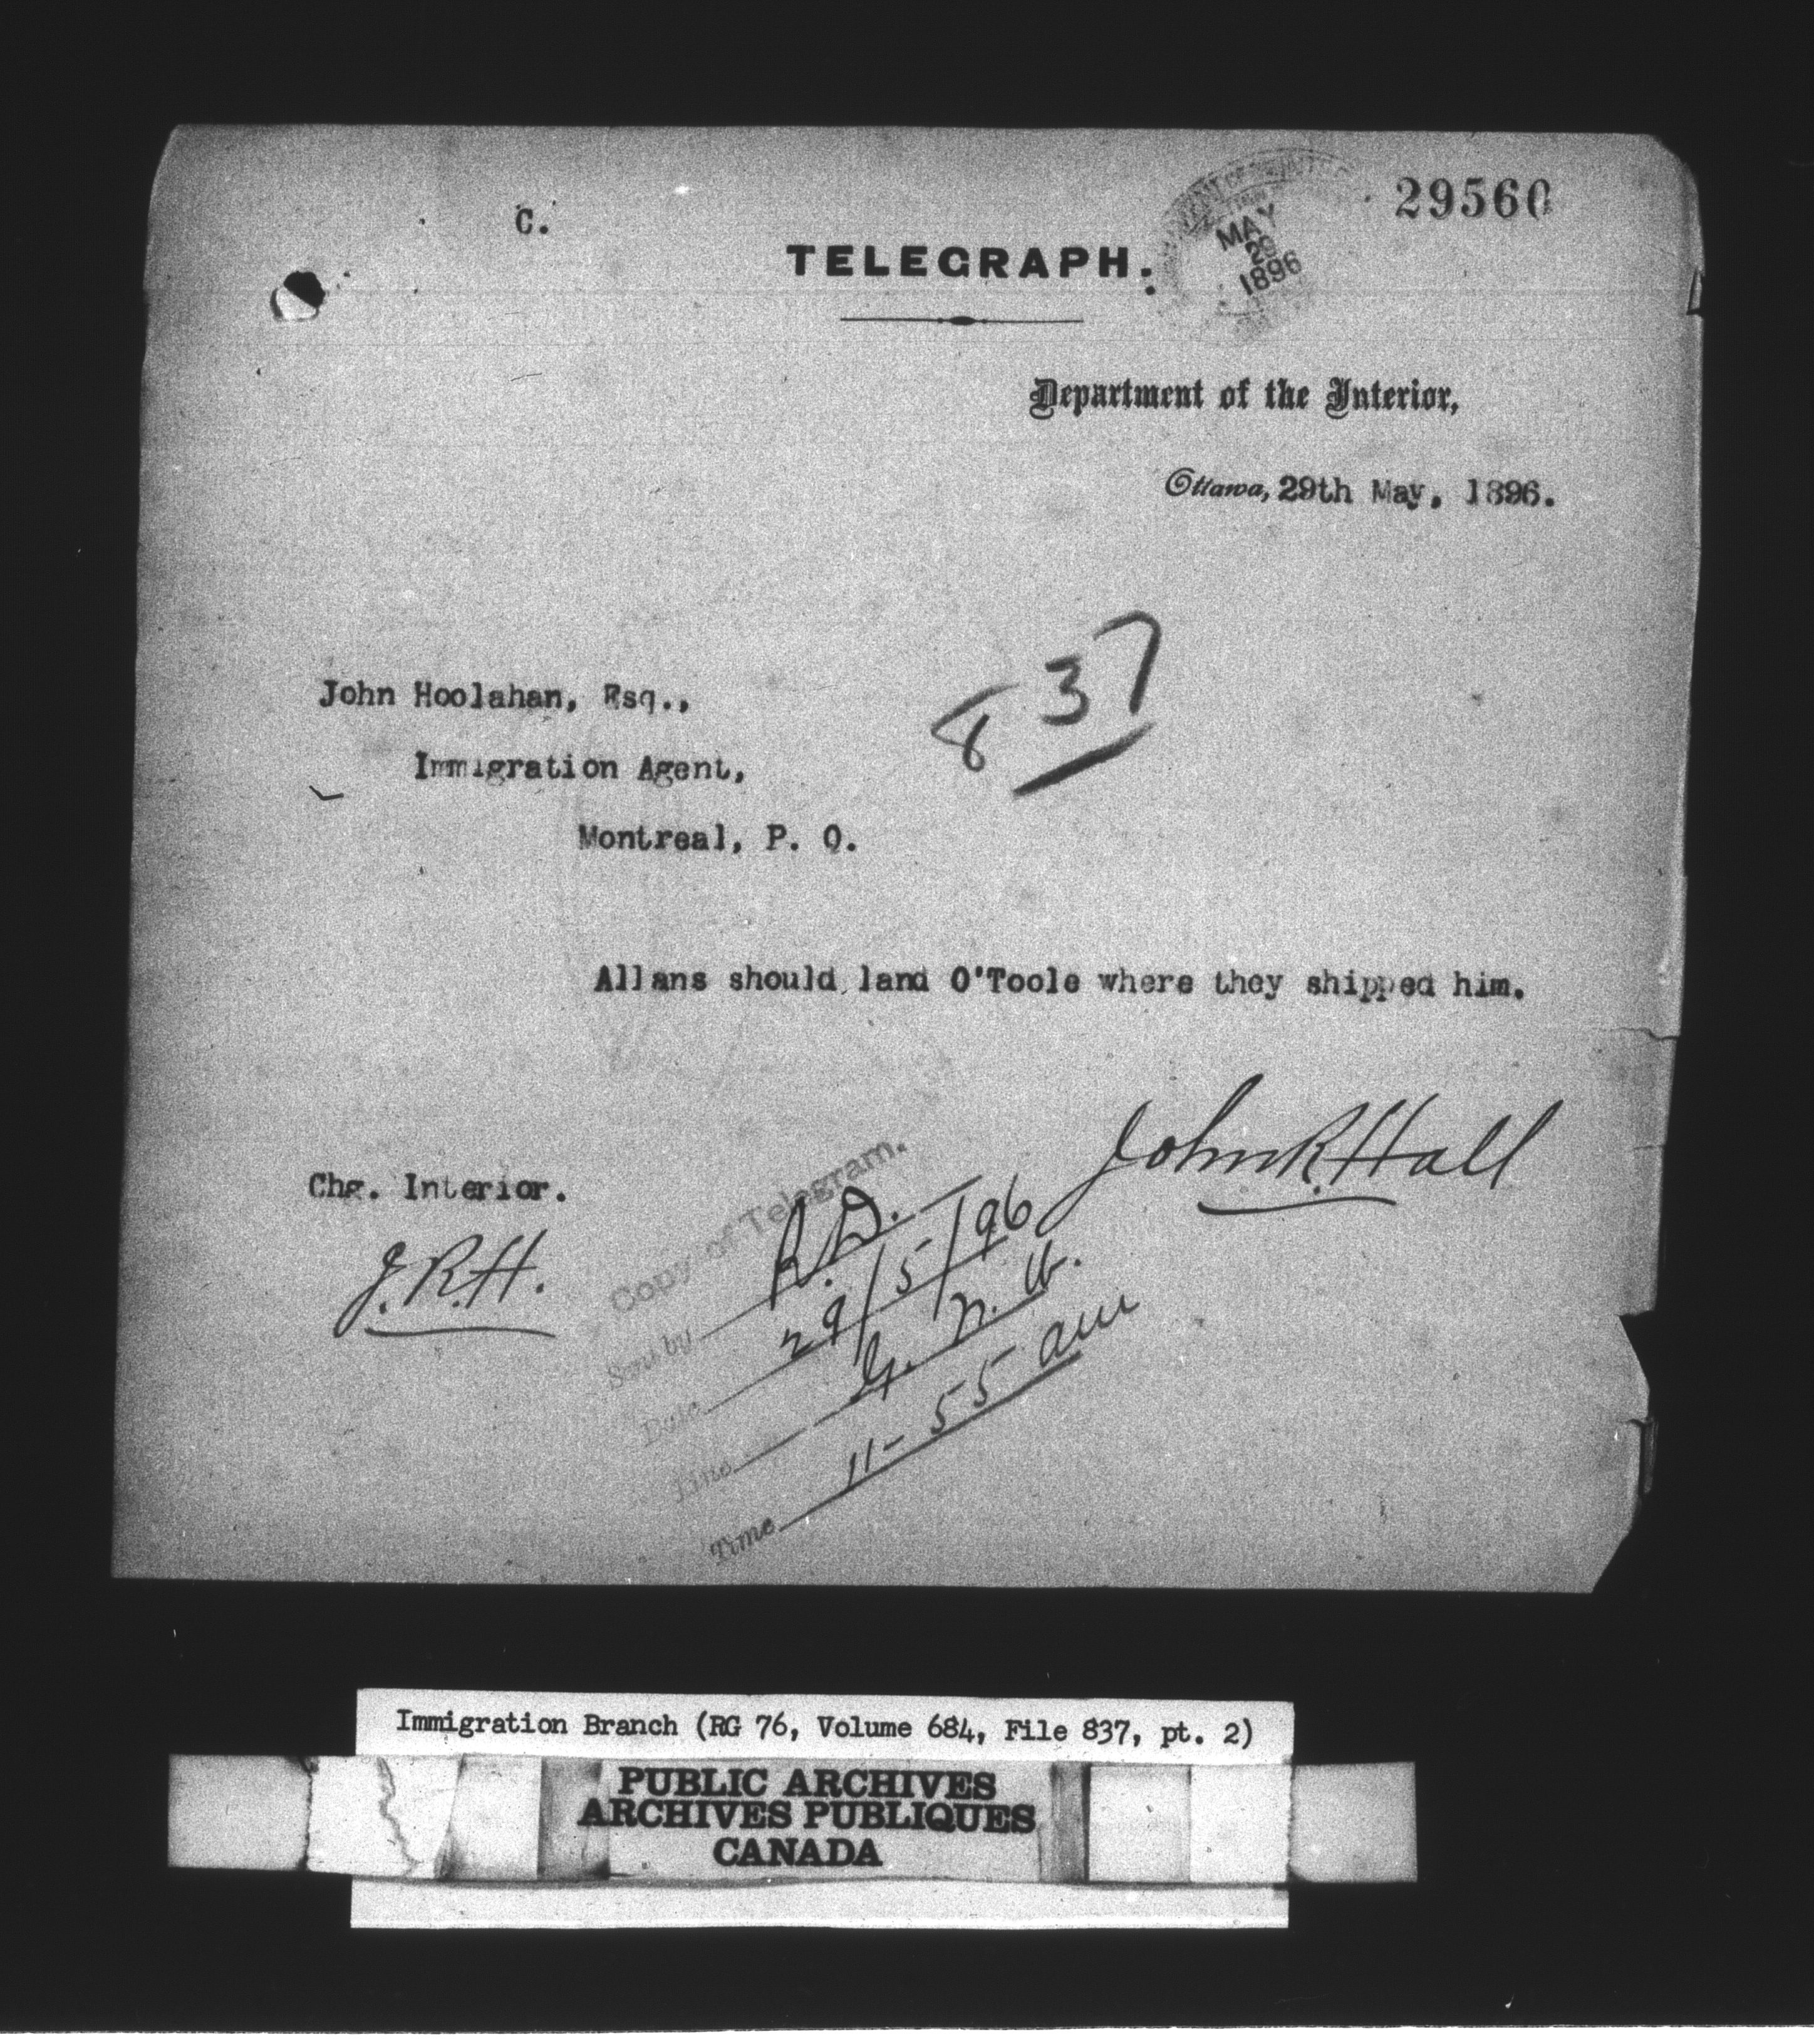 C.
29560
TELEGRAPH.
MAY
29
1896
Department of the Interior,
Ottawa, 29th May, 1896.
837
John Hoolahan, Esq.,
Immigration Agent,
Montreal, P. Q.
Allans should land O'Toole where they shipped him.
John R Hall
Chg. Interior.
J.R.H.
Copy of Telegram.
Sent by R.D.
Date 29/5/96
Line G. N. W.
Time 11-55 am
Immigration Branch (RG 76, Volume 684, File 837, pt. 2)
PUBLIC ARCHIVES
ARCHIVES PUBLIQUES
CANADA